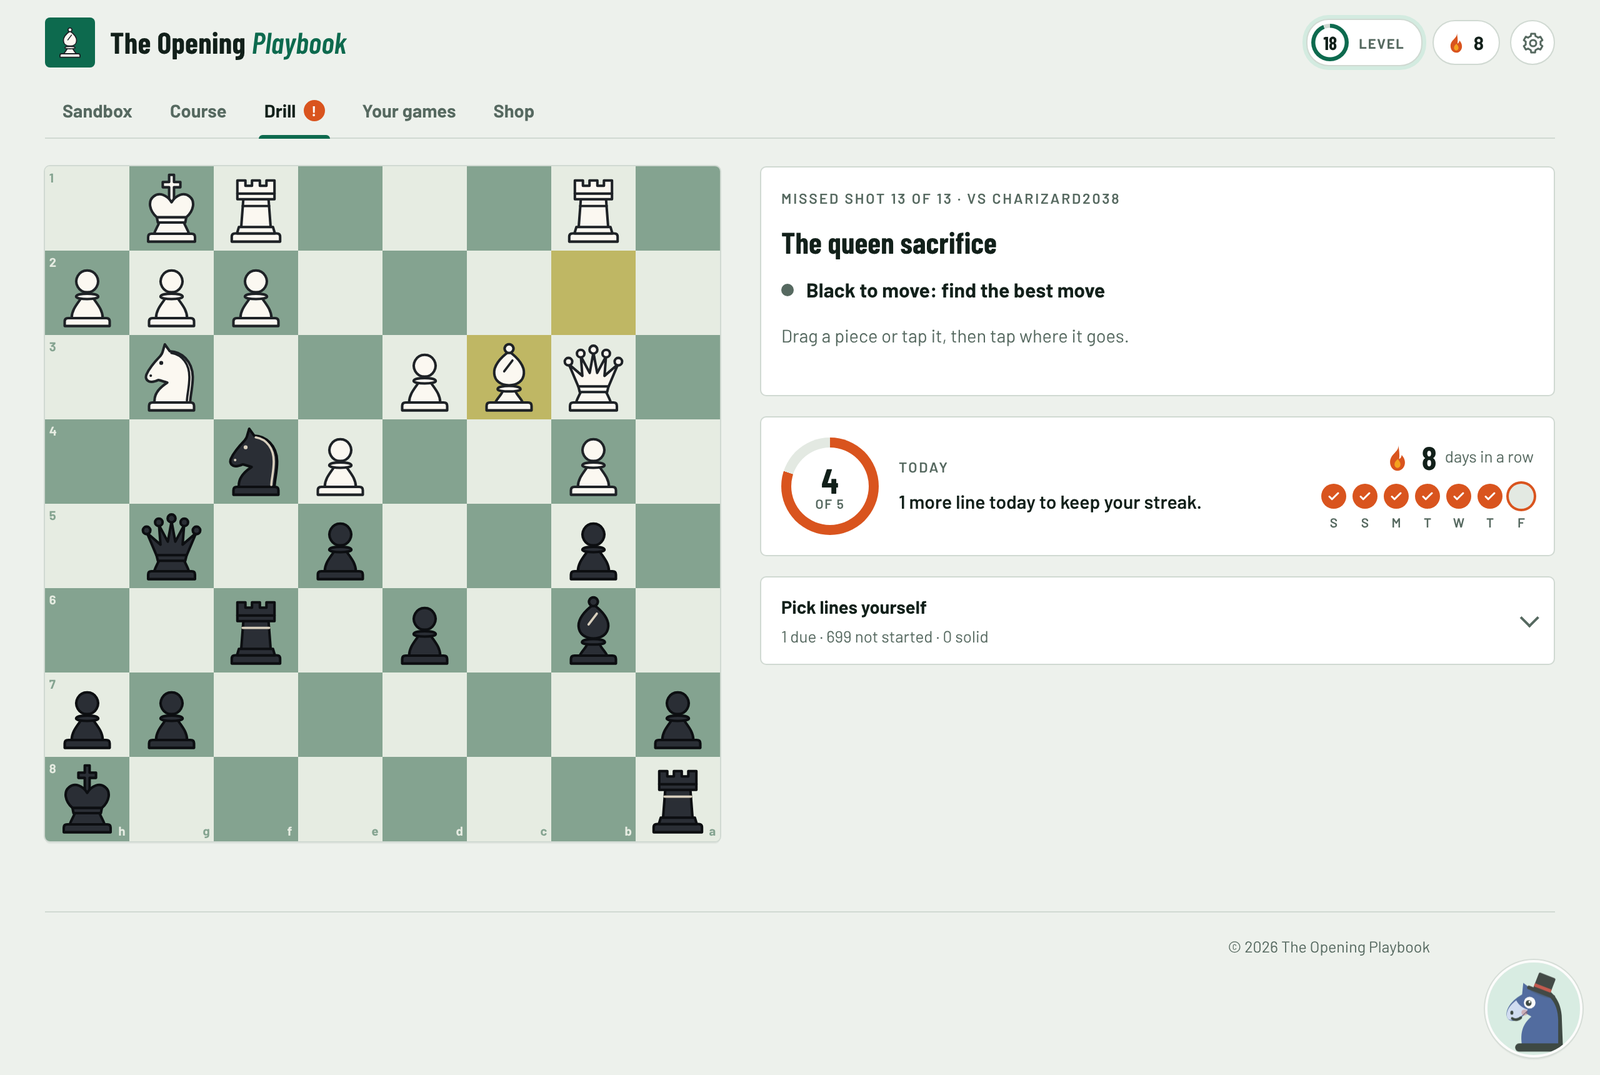 The Opening Playbook
18 LEVEL
8
Sandbox
Course
Drill !
Your games
Shop
1
2
3
4
5
6
7
8
h g f e d c b a
MISSED SHOT 13 OF 13 · VS CHARIZARD2038
The queen sacrifice
Black to move: find the best move
Drag a piece or tap it, then tap where it goes.
4
OF 5
TODAY
1 more line today to keep your streak.
8 days in a row
S S M T W T F
Pick lines yourself
1 due · 699 not started · 0 solid
© 2026 The Opening Playbook